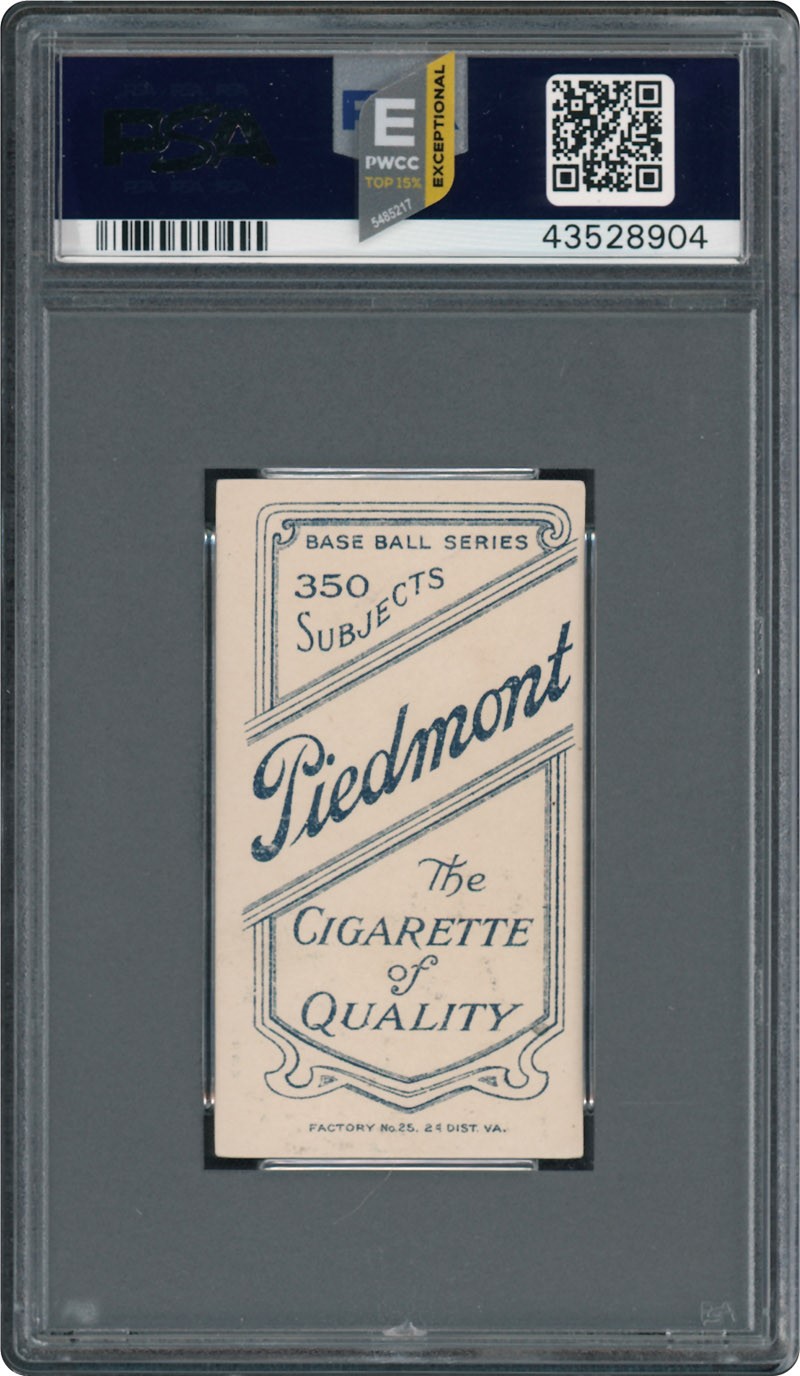 PSA
E
PWCC
TOP 15%
EXCEPTIONAL
5485217
43528904
BASE BALL SERIES
350
SUBJECTS
Piedmont
The
CIGARETTE
of
QUALITY
FACTORY No.25. 2d DIST. VA.
PSA